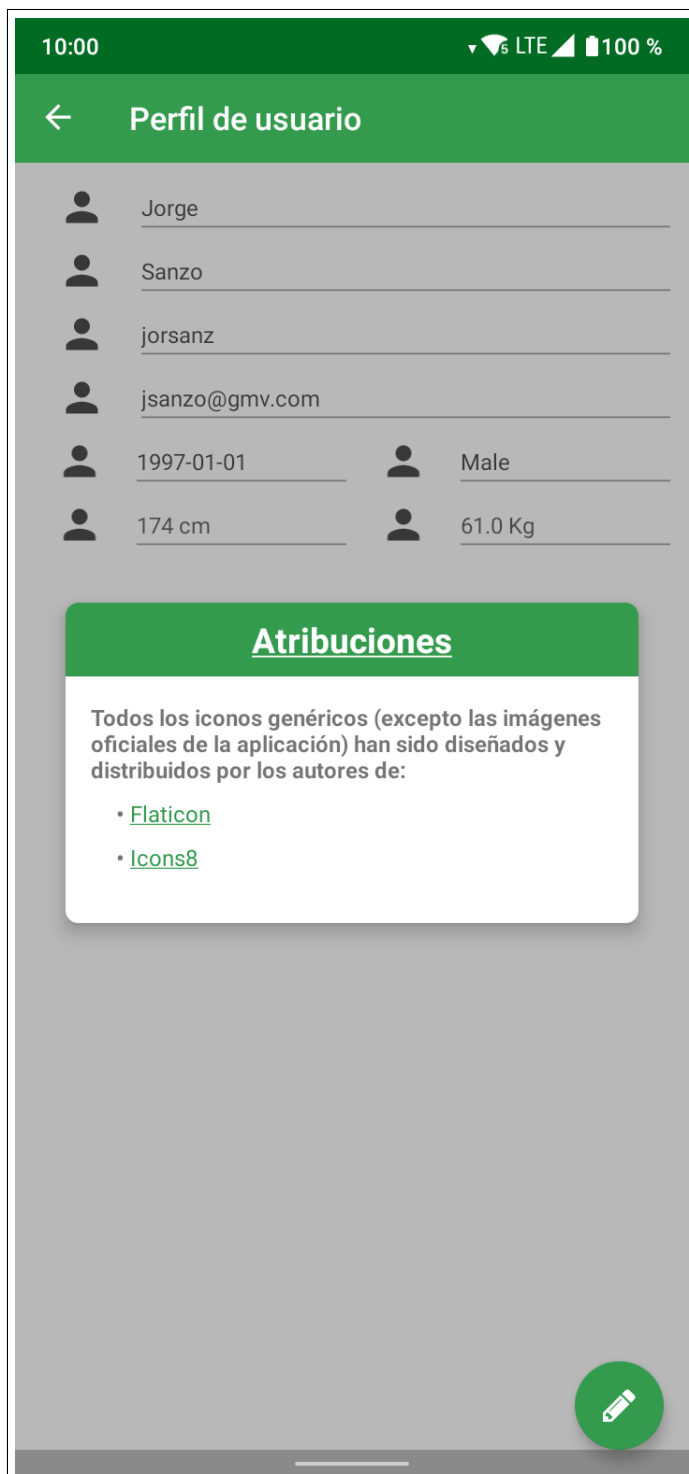 10:00 5 LTE 100 %
Perfil de usuario
Jorge
Sanzo
jorsanz
jsanzo@gmv.com
1997-01-01 Male
174 cm 61.0 Kg
Atribuciones
Todos los iconos genéricos (excepto las imágenes
oficiales de la aplicación) han sido diseñados y
distribuidos por los autores de:
• Flaticon
• Icons8